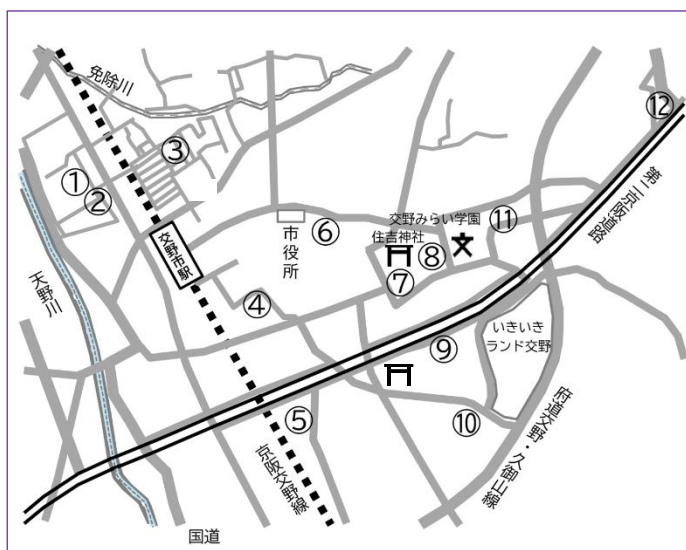 免除川
⑫
③
①
②
第二京阪道路
交野みらい学園
⑪
住吉神社
⑧
⑥
市役所
交野市駅
天野川
⑦
④
いきいき
ランド交野
⑨
⑩
⑤
府道交野・久御山線
京阪交野線
国道